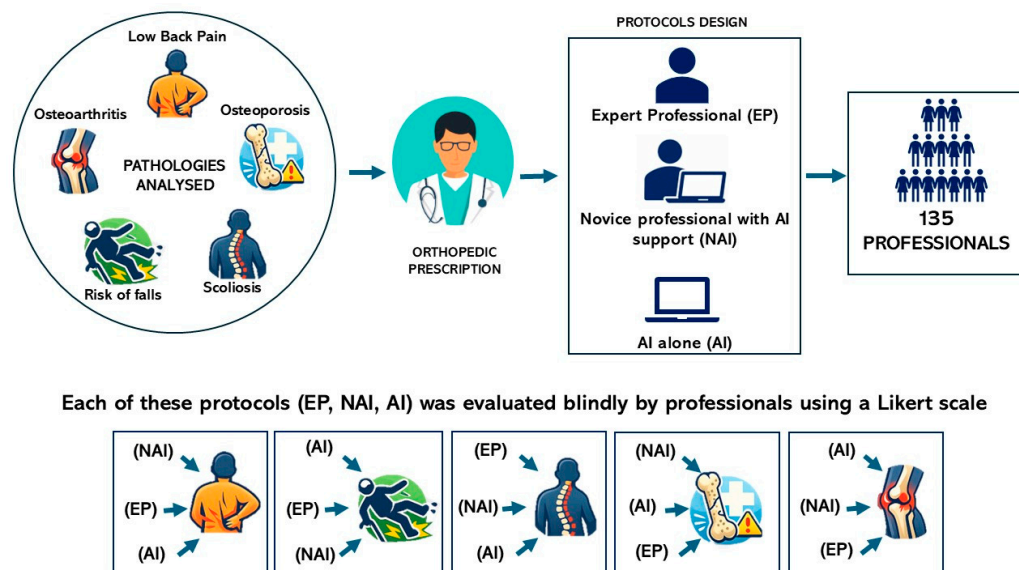 Low Back Pain
Osteoarthritis
Osteoporosis
PATHOLOGIES
ANALYSED
Risk of falls
Scoliosis
ORTHOPEDIC
PRESCRIPTION
PROTOCOLS DESIGN
Expert Professional (EP)
Novice professional with AI
support (NAI)
AI alone (AI)
135
PROFESSIONALS
Each of these protocols (EP, NAI, AI) was evaluated blindly by professionals using a Likert scale
(NAI)
(EP)
(AI)
(AI)
(EP)
(NAI)
(EP)
(NAI)
(AI)
(NAI)
(AI)
(EP)
(AI)
(NAI)
(EP)